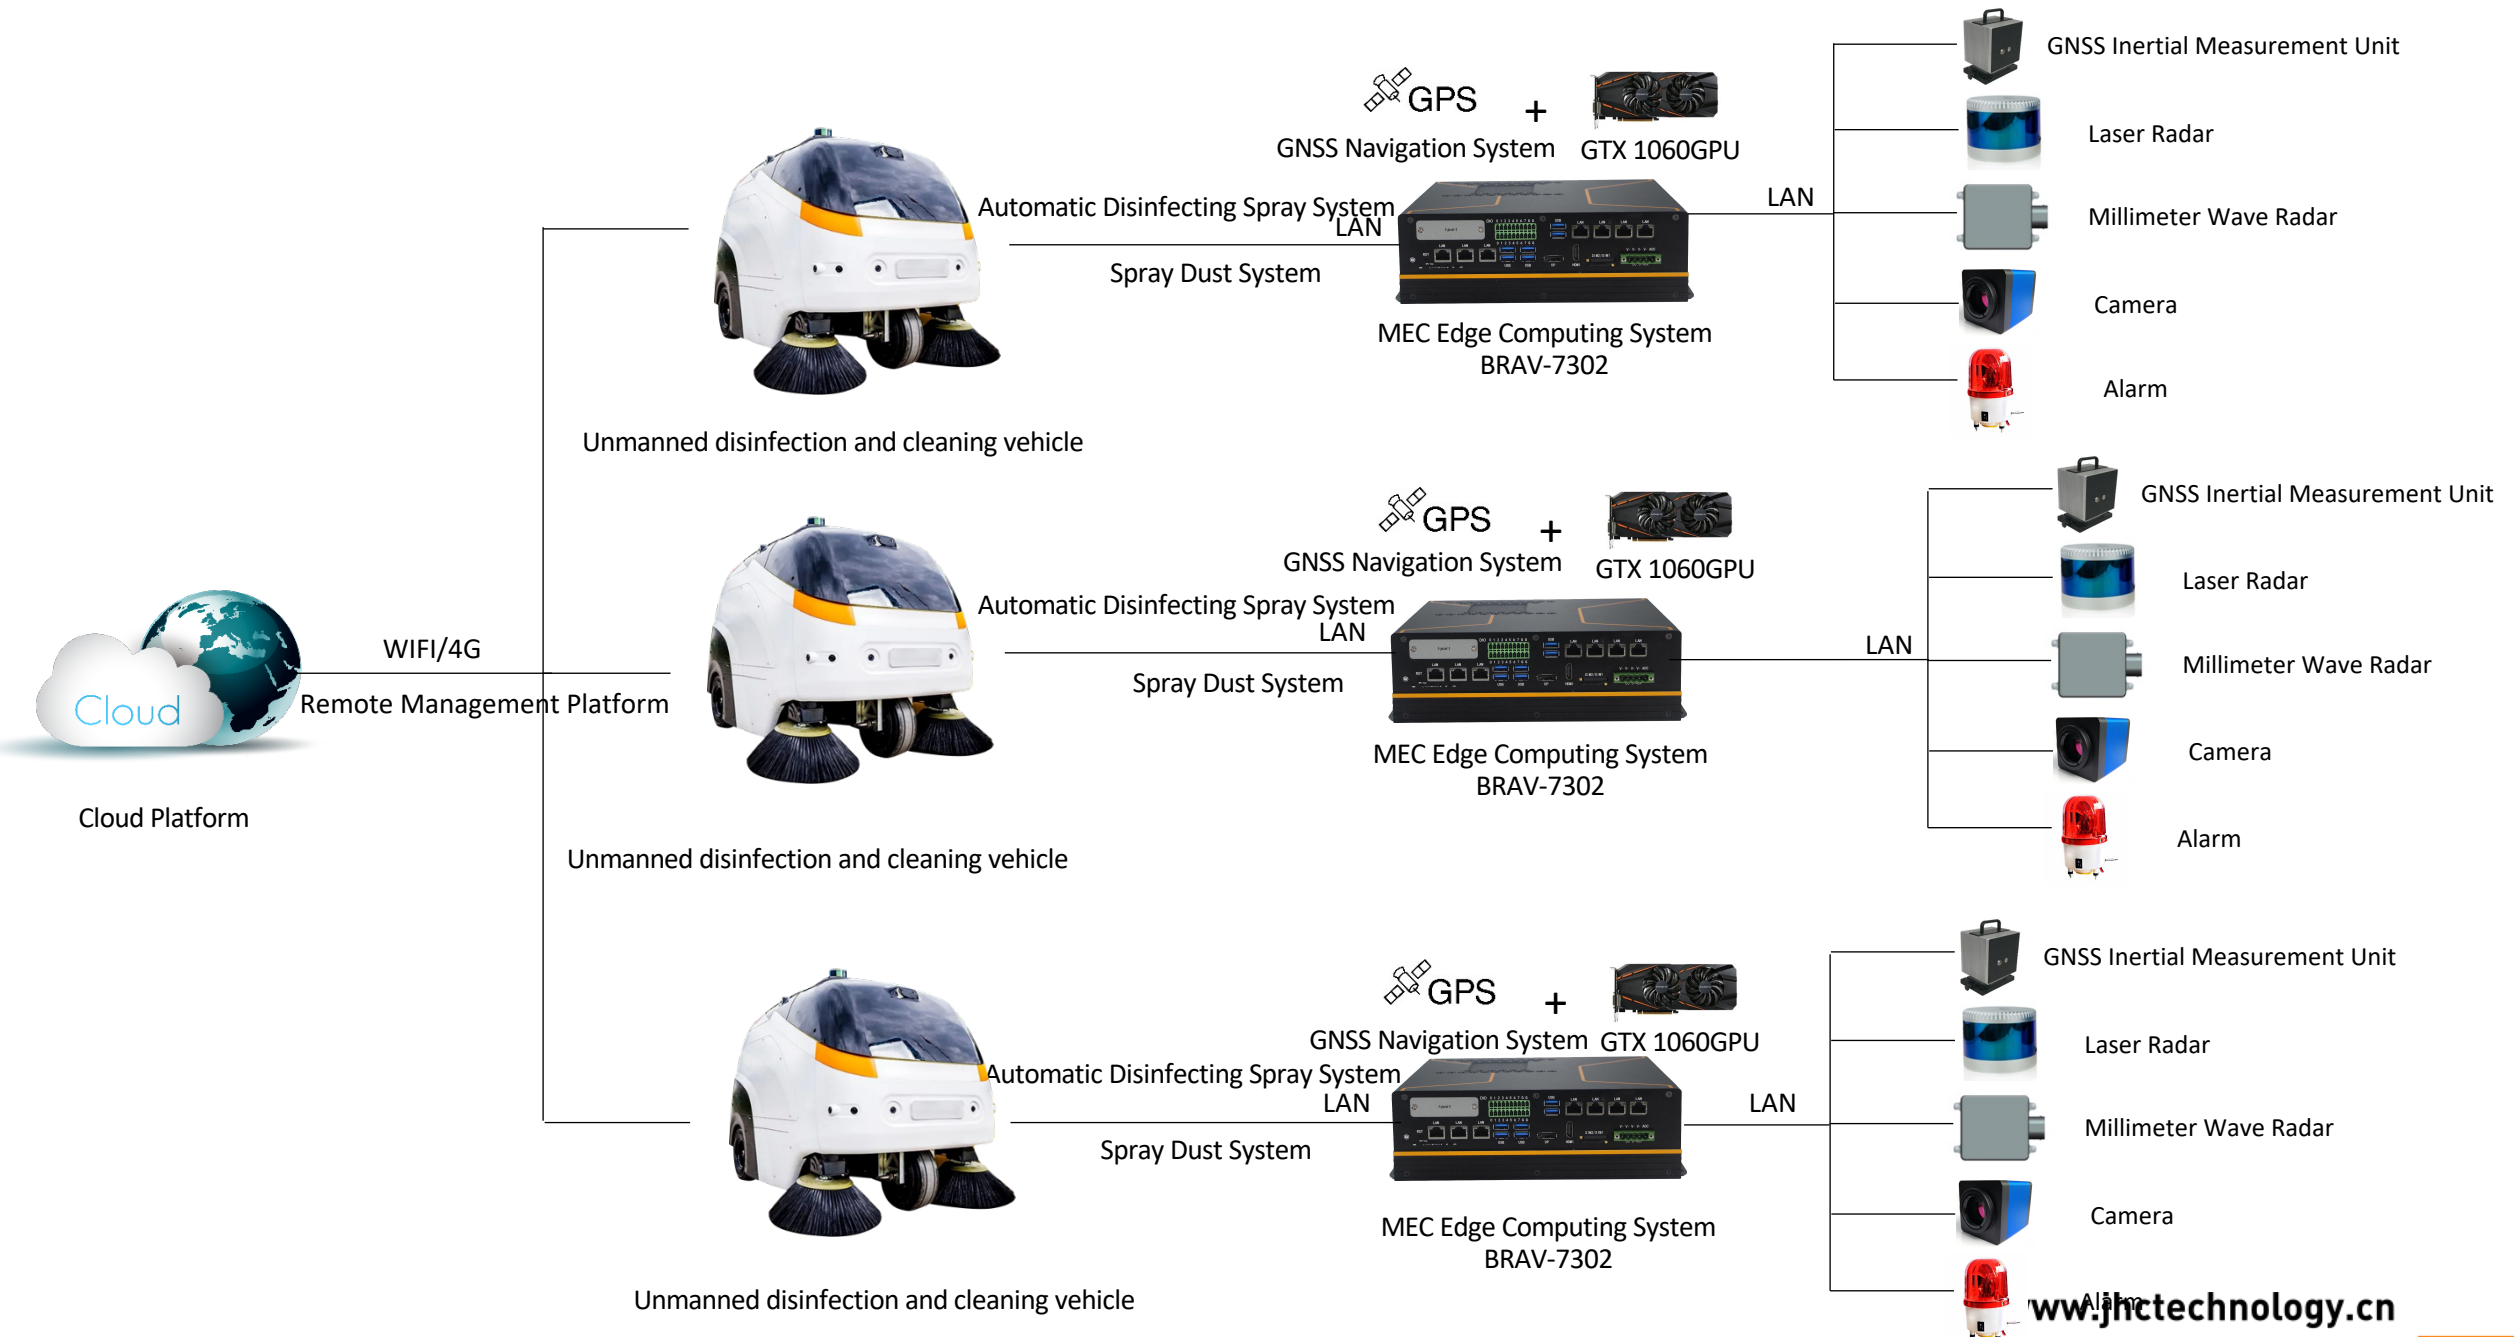 GNSS Inertial Measurement Unit
GPS
+
GNSS Navigation System
GTX 1060GPU
Laser Radar
Automatic Disinfecting Spray System
LAN
LAN
Millimeter Wave Radar
Spray Dust System
Camera
MEC Edge Computing System
BRAV-7302
Alarm
Unmanned disinfection and cleaning vehicle
GNSS Inertial Measurement Unit
GPS
+
GNSS Navigation System
GTX 1060GPU
Laser Radar
Automatic Disinfecting Spray System
LAN
LAN
Millimeter Wave Radar
WIFI/4G
Remote Management Platform
Cloud
Spray Dust System
Camera
MEC Edge Computing System
BRAV-7302
Cloud Platform
Alarm
Unmanned disinfection and cleaning vehicle
GNSS Inertial Measurement Unit
GPS
+
GNSS Navigation System
GTX 1060GPU
Laser Radar
Automatic Disinfecting Spray System
LAN
LAN
Millimeter Wave Radar
Spray Dust System
Camera
MEC Edge Computing System
BRAV-7302
Unmanned disinfection and cleaning vehicle
Alarm
www.jhctechnology.cn